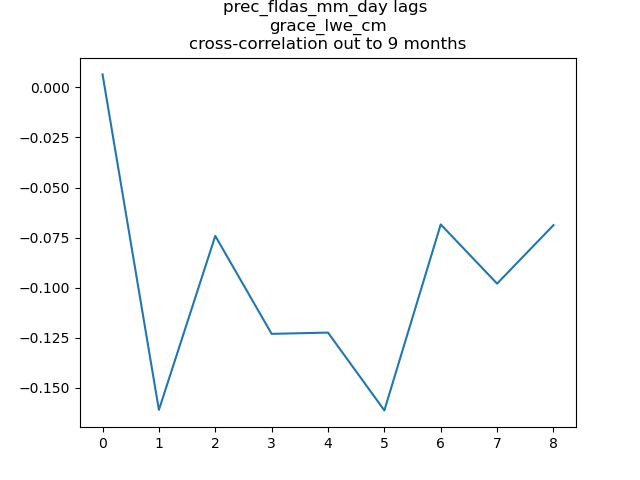 prec_fldas_mm_day lags
grace_lwe_cm
cross-correlation out to 9 months
0.000
−0.025
−0.050
−0.075
−0.100
−0.125
−0.150
0 1 2 3 4 5 6 7 8